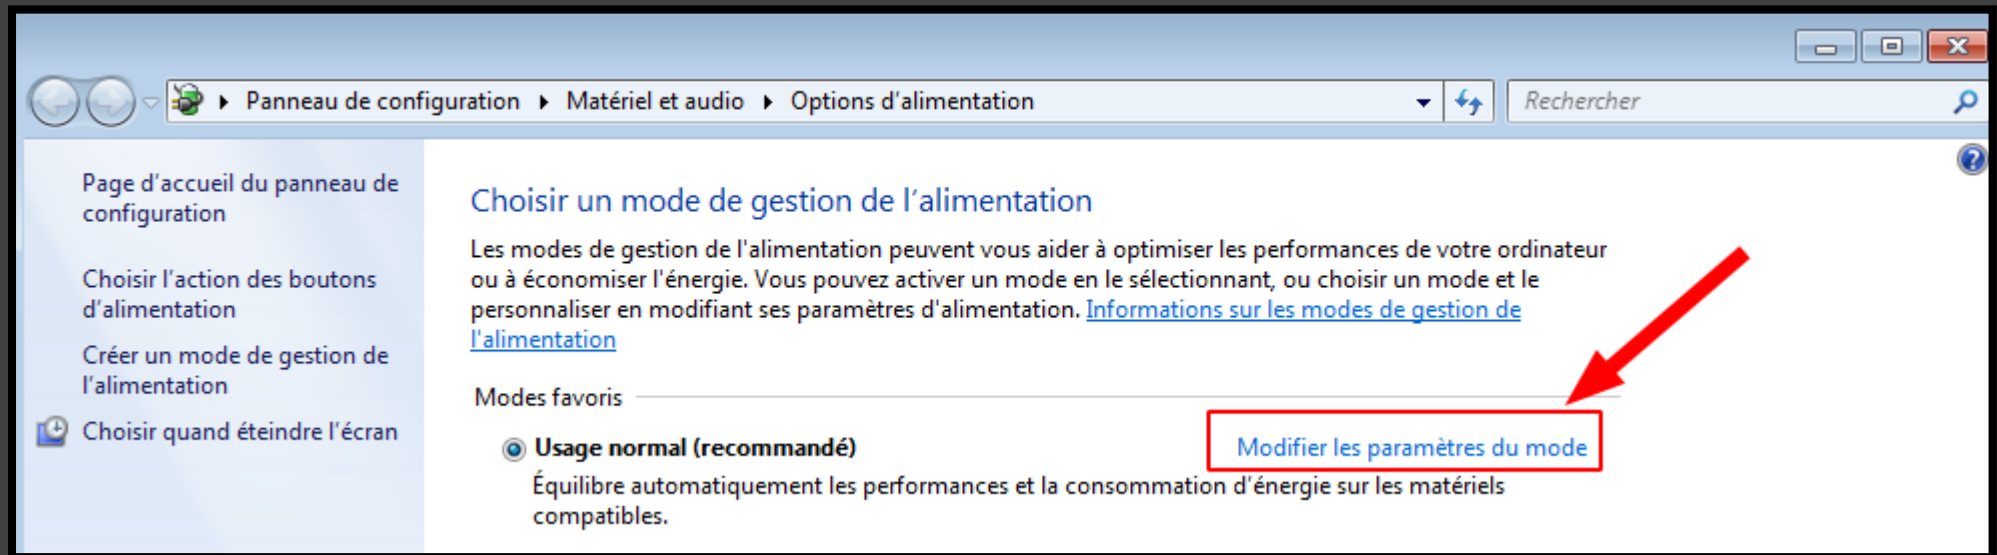 Panneau de configuration Matériel et audio Options d'alimentation
Rechercher
Page d'accueil du panneau de
configuration
Choisir l'action des boutons
d'alimentation
Créer un mode de gestion de
l'alimentation
Choisir quand éteindre l'écran
Choisir un mode de gestion de l'alimentation
Les modes de gestion de l'alimentation peuvent vous aider à optimiser les performances de votre ordinateur
ou à économiser l'énergie. Vous pouvez activer un mode en le sélectionnant, ou choisir un mode et le
personnaliser en modifiant ses paramètres d'alimentation. Informations sur les modes de gestion de
l'alimentation
Modes favoris
Usage normal (recommandé)
Modifier les paramètres du mode
Équilibre automatiquement les performances et la consommation d'énergie sur les matériels
compatibles.